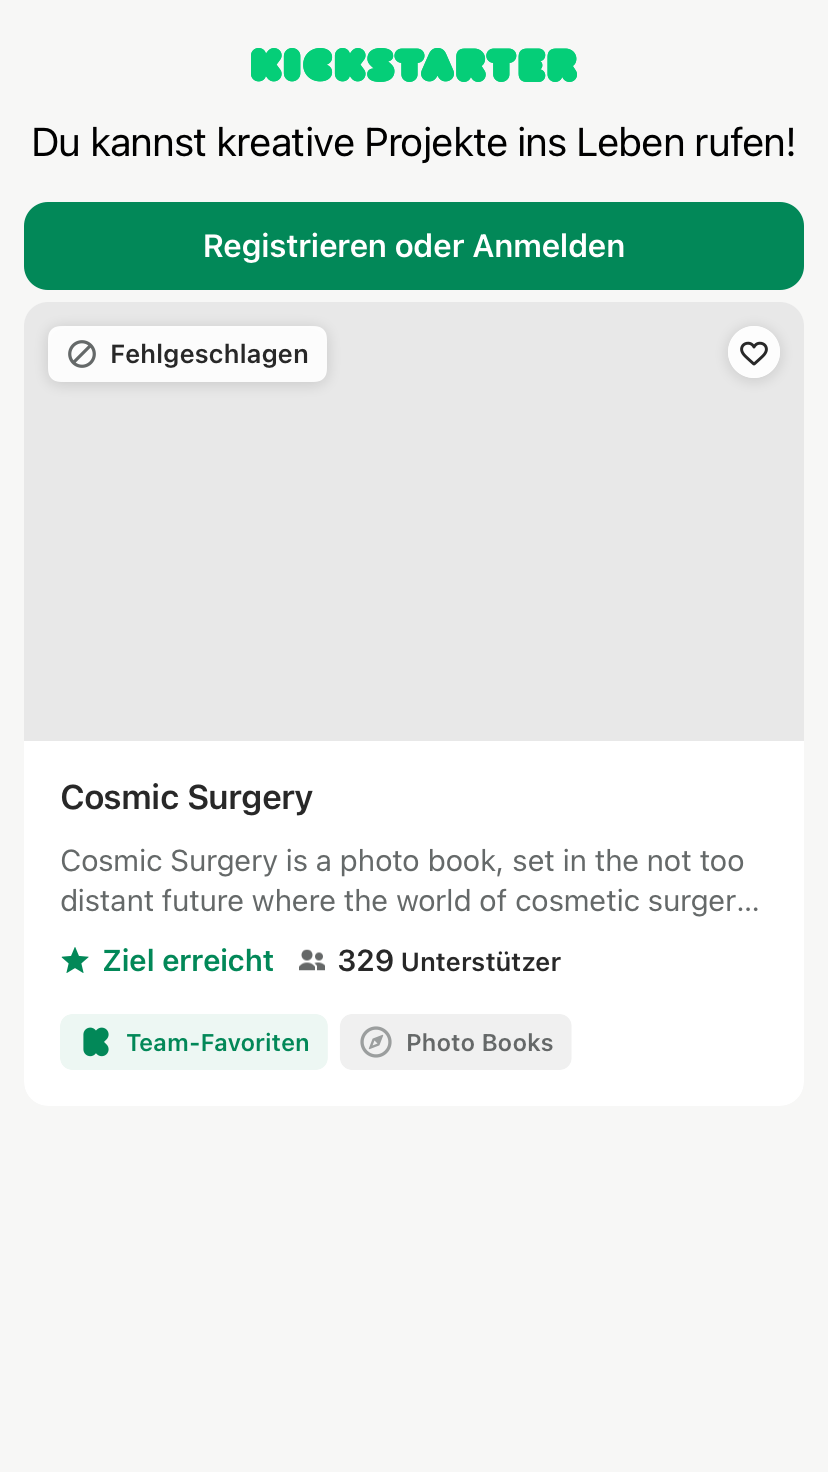 KICKSTARTER
Du kannst kreative Projekte ins Leben rufen!
Registrieren oder Anmelden
Fehlgeschlagen
Cosmic Surgery
Cosmic Surgery is a photo book, set in the not too
distant future where the world of cosmetic surger…
Ziel erreicht 329 Unterstützer
Team-Favoriten Photo Books